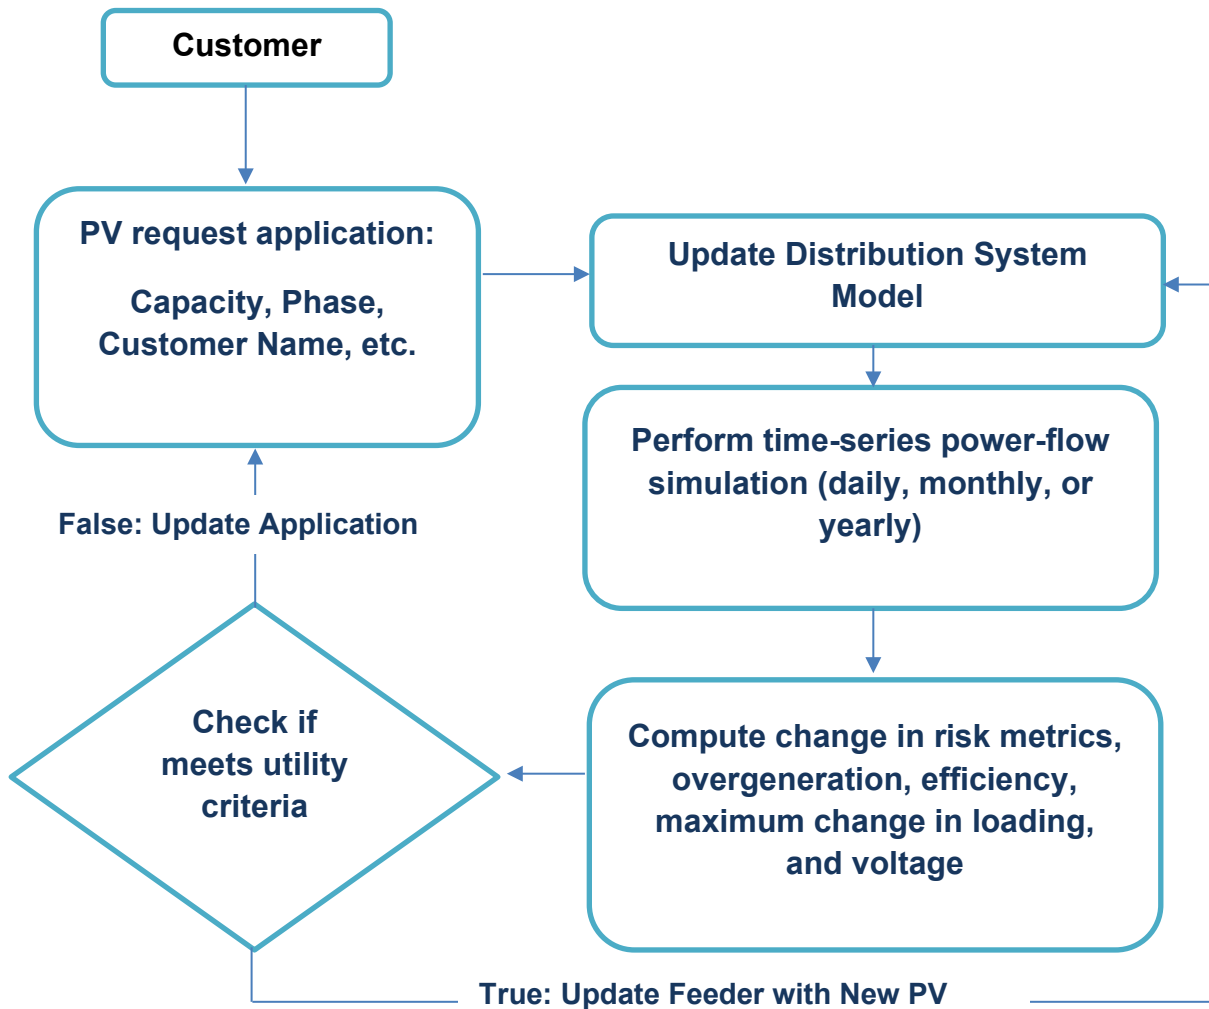 Customer
PV request application:
Capacity, Phase,
Customer Name, etc.
Update Distribution System
Model
Perform time-series power-flow
simulation (daily, monthly, or
yearly)
Compute change in risk metrics,
overgeneration, efficiency,
maximum change in loading,
and voltage
Check if
meets utility
criteria
False: Update Application
True: Update Feeder with New PV